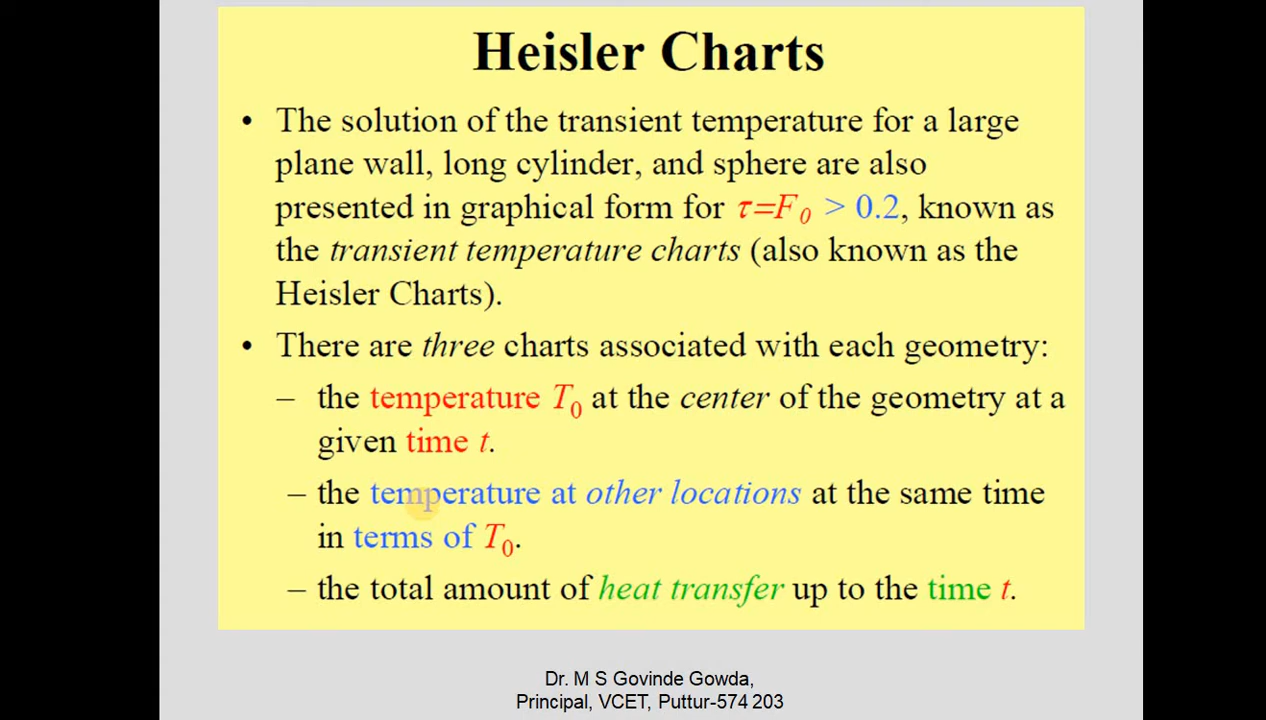 Heisler Charts
• The solution of the transient temperature for a large
plane wall, long cylinder, and sphere are also
presented in graphical form for τ=F₀ > 0.2, known as
the transient temperature charts (also known as the
Heisler Charts).
• There are three charts associated with each geometry:
– the temperature T₀ at the center of the geometry at a
given time t.
– the temperature at other locations at the same time
in terms of T₀.
– the total amount of heat transfer up to the time t.
Dr. M S Govinde Gowda,
Principal, VCET, Puttur-574 203